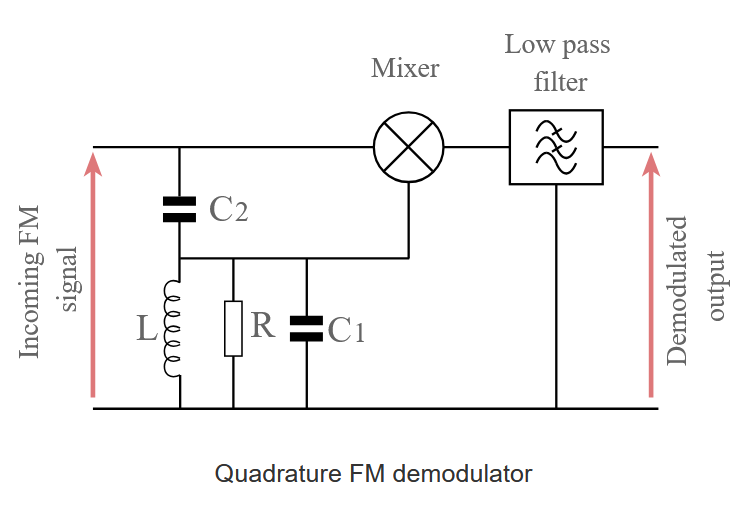 Low pass
filter
Mixer
C2
Incoming FM
signal
L
R
C1
Demodulated
output
Quadrature FM demodulator